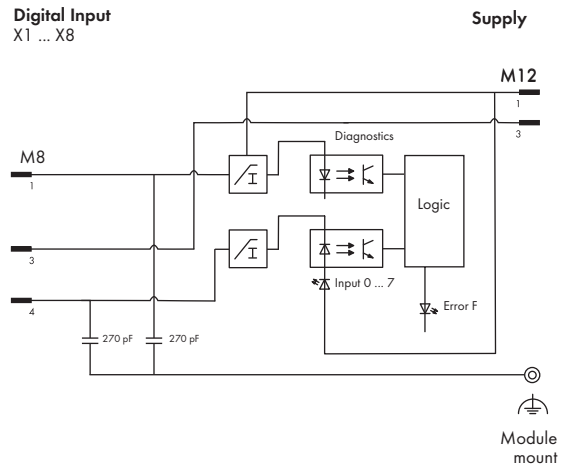 Digital Input
X1 ... X8
Supply
M12
1
3
Diagnostics
M8
1
I
Logic
3
I
4
Input 0 ... 7
Error F
270 pF
270 pF
Module
mount